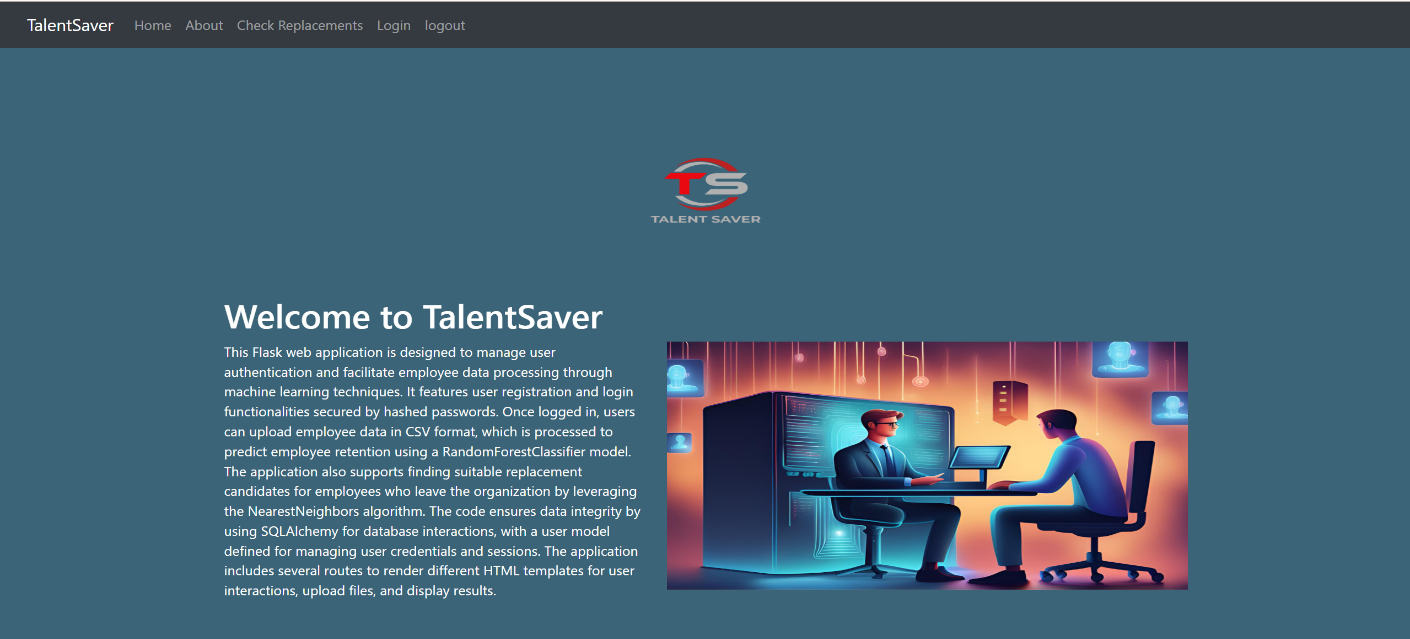 TalentSaver Home About Check Replacements Login logout
TS
TALENT SAVER
Welcome to TalentSaver
This Flask web application is designed to manage user
authentication and facilitate employee data processing through
machine learning techniques. It features user registration and login
functionalities secured by hashed passwords. Once logged in, users
can upload employee data in CSV format, which is processed to
predict employee retention using a RandomForestClassifier model.
The application also supports finding suitable replacement
candidates for employees who leave the organization by leveraging
the NearestNeighbors algorithm. The code ensures data integrity by
using SQLAlchemy for database interactions, with a user model
defined for managing user credentials and sessions. The application
includes several routes to render different HTML templates for user
interactions, upload files, and display results.